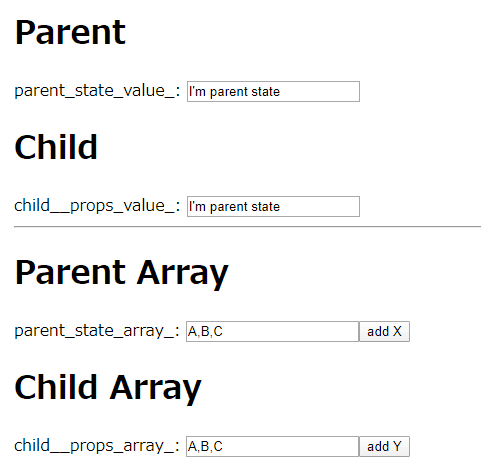 Parent
parent_state_value_: I'm parent state
Child
child__props_value_: I'm parent state
Parent Array
parent_state_array_: A,B,C add X
Child Array
child__props_array_: A,B,C add Y